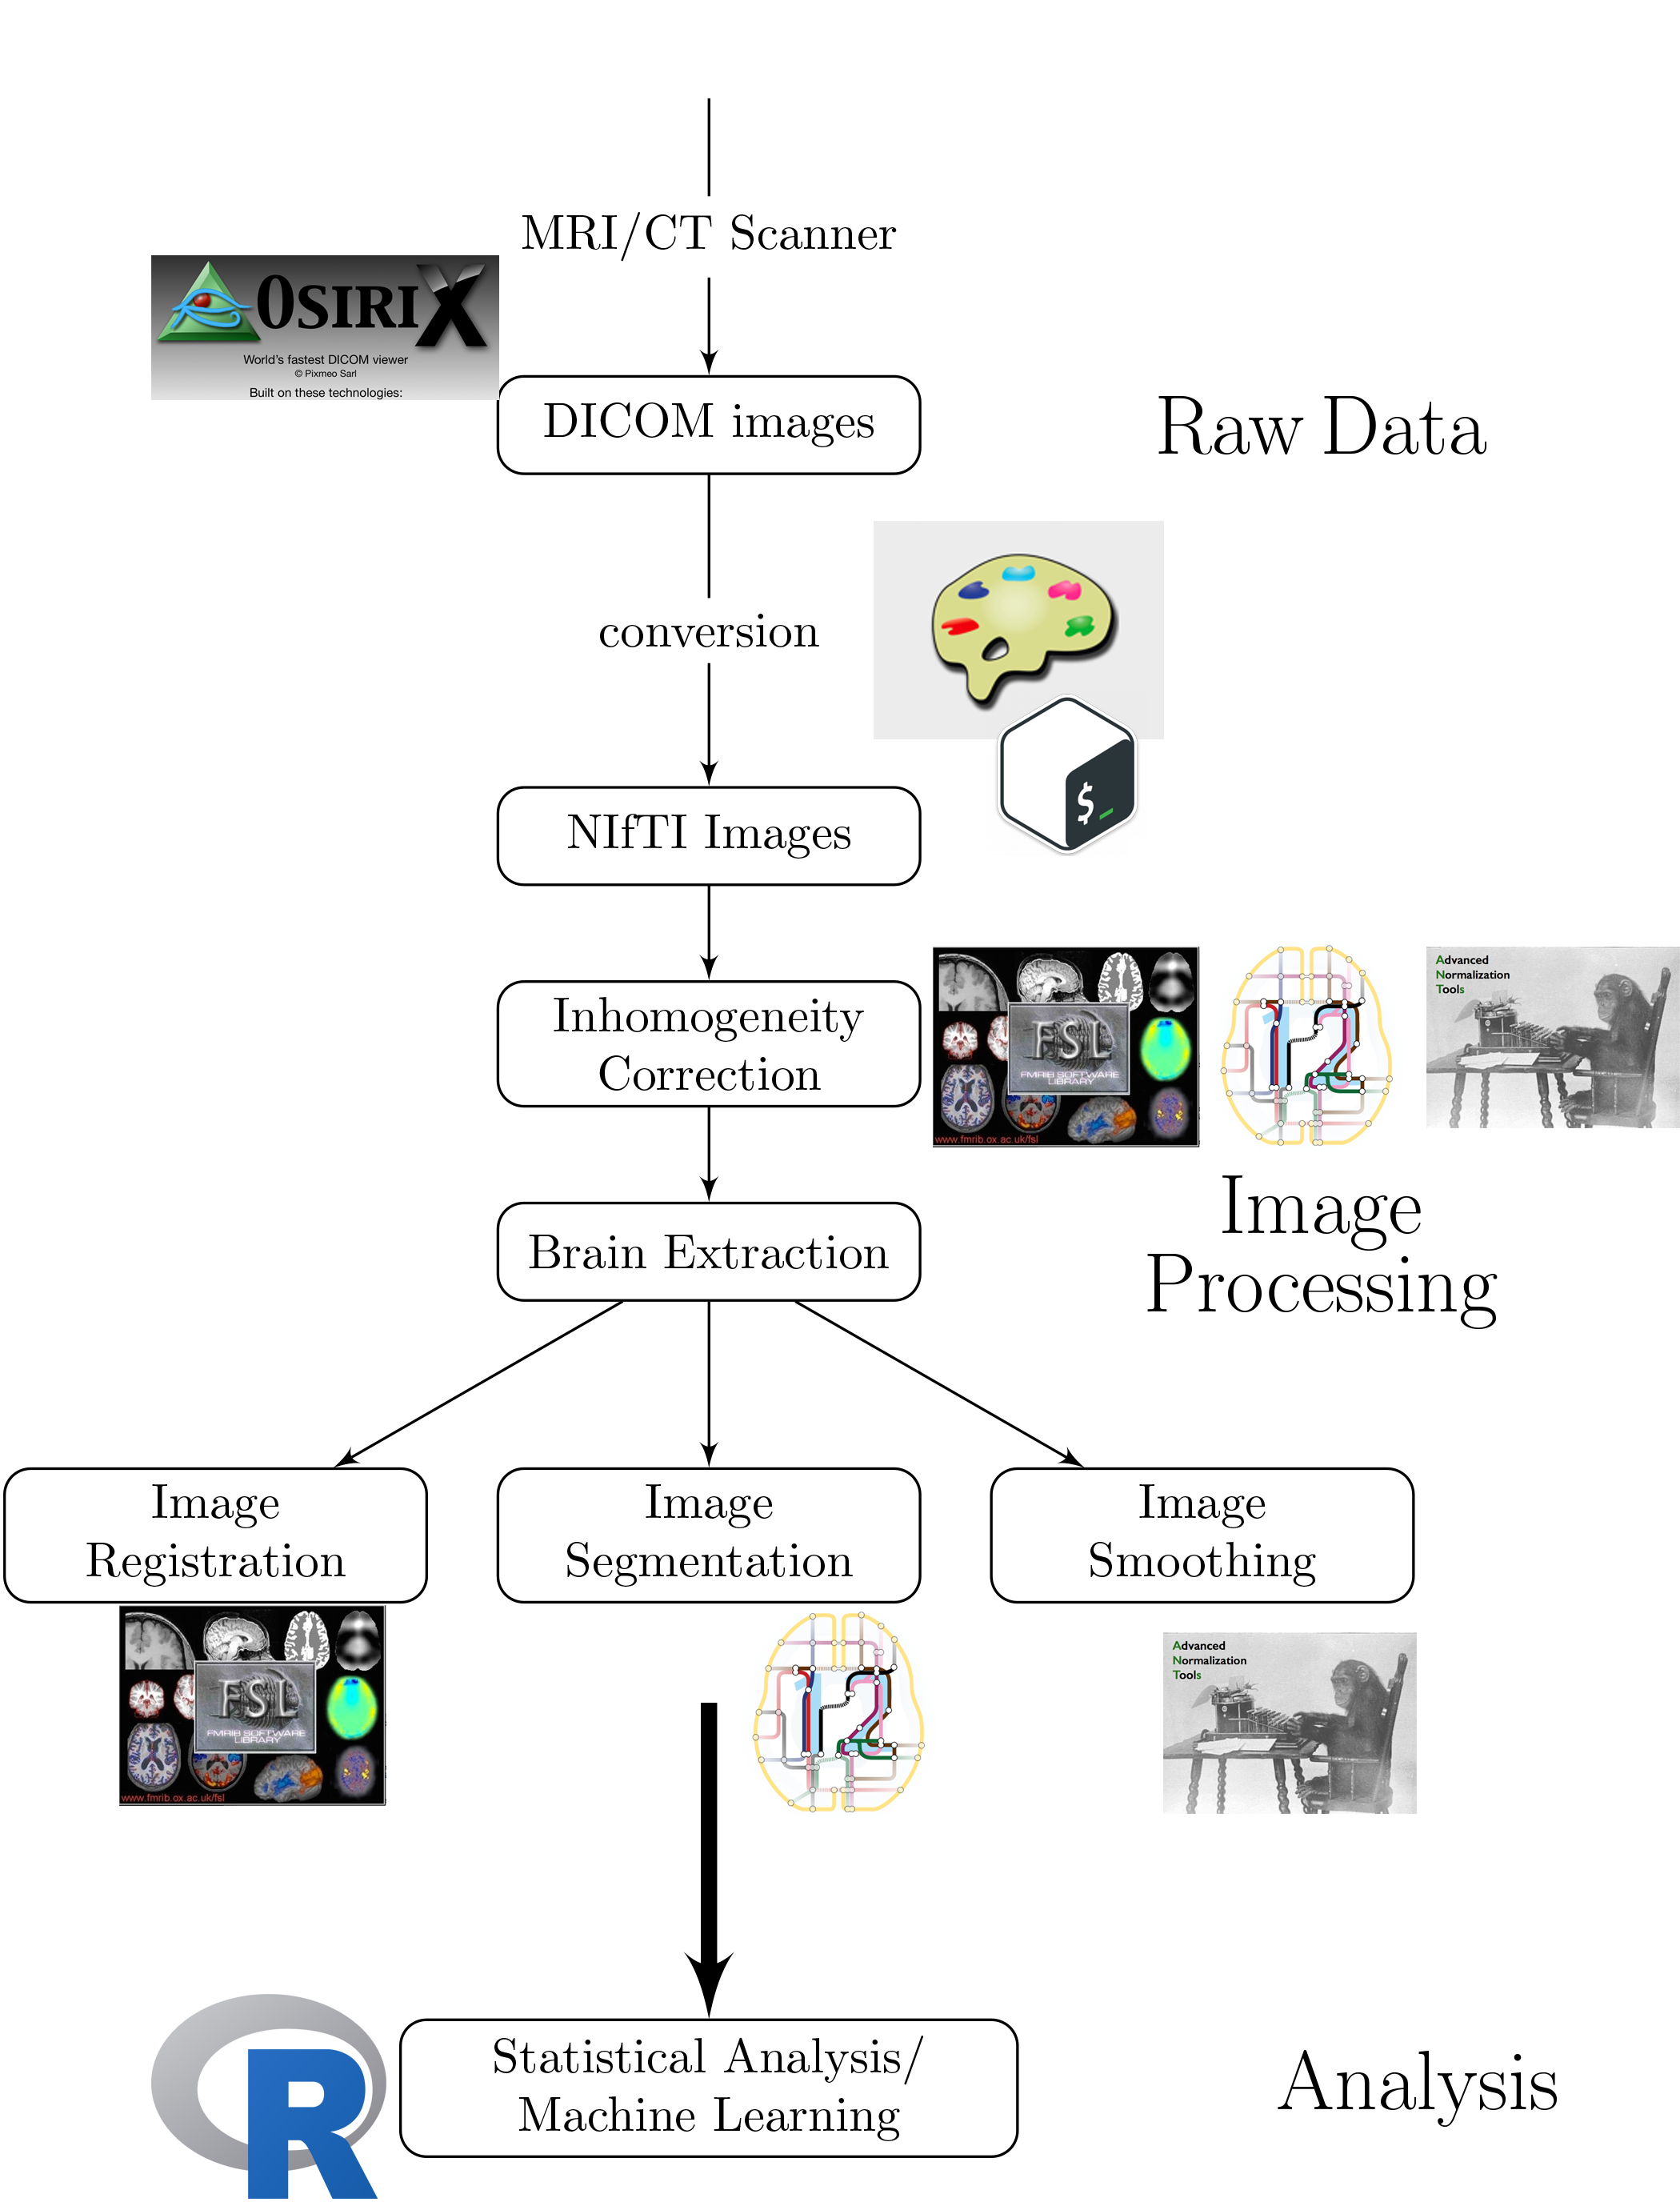 MRI/CT Scanner
OSIRIX
World's fastest DICOM viewer
© Pixmeo Sarl
Built on these technologies:
DICOM images
Raw Data
conversion
$_
NIfTI Images
Inhomogeneity
Correction
FSL
FMRIB SOFTWARE
LIBRARY
www.fmrib.ox.ac.uk/fsl
12
Advanced
Normalization
Tools
Brain Extraction
Image
Processing
Image
Registration
Image
Segmentation
Image
Smoothing
FSL
FMRIB SOFTWARE
LIBRARY
www.fmrib.ox.ac.uk/fsl
12
Advanced
Normalization
Tools
R
Statistical Analysis/
Machine Learning
Analysis